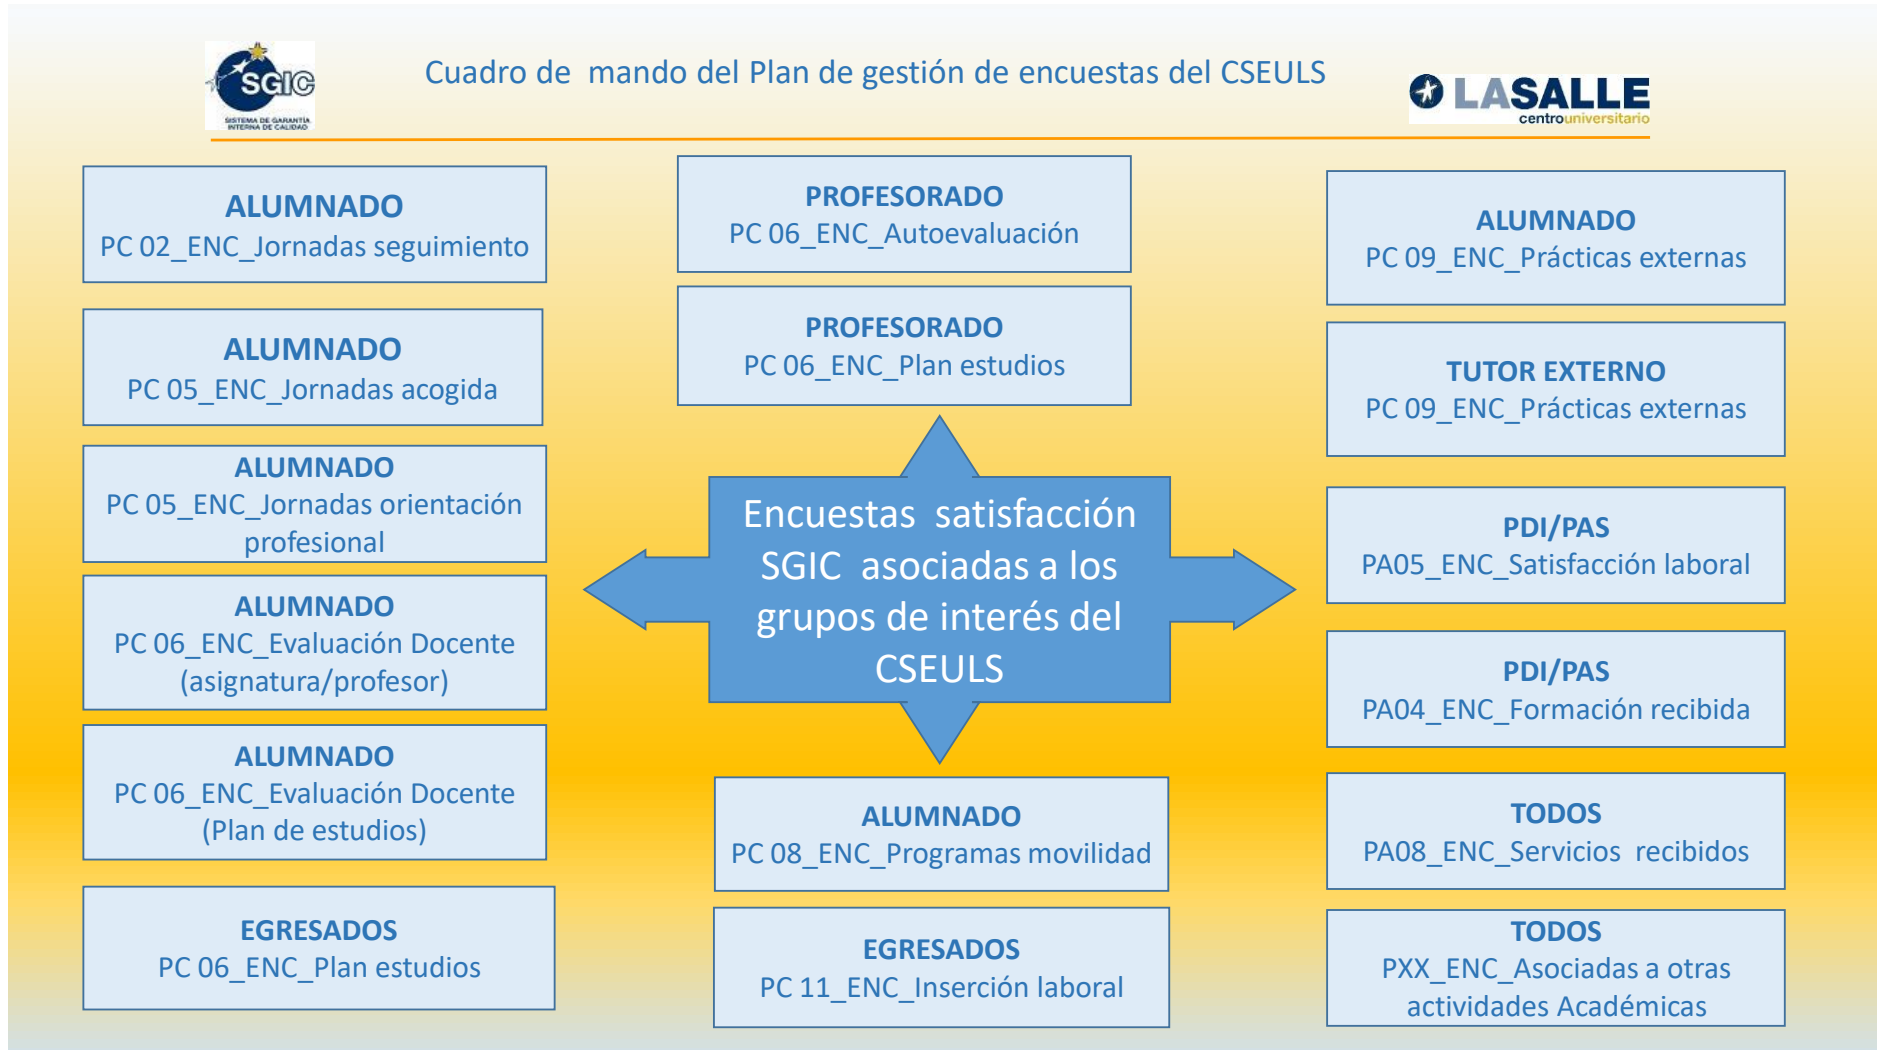 SGIC
SISTEMA DE GARANTÍA
INTERNA DE CALIDAD
Cuadro de mando del Plan de gestión de encuestas del CSEULS
LASALLE
centrouniversitario
ALUMNADO
PC 02_ENC_Jornadas seguimiento
ALUMNADO
PC 05_ENC_Jornadas acogida
ALUMNADO
PC 05_ENC_Jornadas orientación
profesional
ALUMNADO
PC 06_ENC_Evaluación Docente
(asignatura/profesor)
ALUMNADO
PC 06_ENC_Evaluación Docente
(Plan de estudios)
EGRESADOS
PC 06_ENC_Plan estudios
PROFESORADO
PC 06_ENC_Autoevaluación
PROFESORADO
PC 06_ENC_Plan estudios
Encuestas satisfacción
SGIC asociadas a los
grupos de interés del
CSEULS
ALUMNADO
PC 08_ENC_Programas movilidad
EGRESADOS
PC 11_ENC_Inserción laboral
ALUMNADO
PC 09_ENC_Prácticas externas
TUTOR EXTERNO
PC 09_ENC_Prácticas externas
PDI/PAS
PA05_ENC_Satisfacción laboral
PDI/PAS
PA04_ENC_Formación recibida
TODOS
PA08_ENC_Servicios recibidos
TODOS
PXX_ENC_Asociadas a otras
actividades Académicas